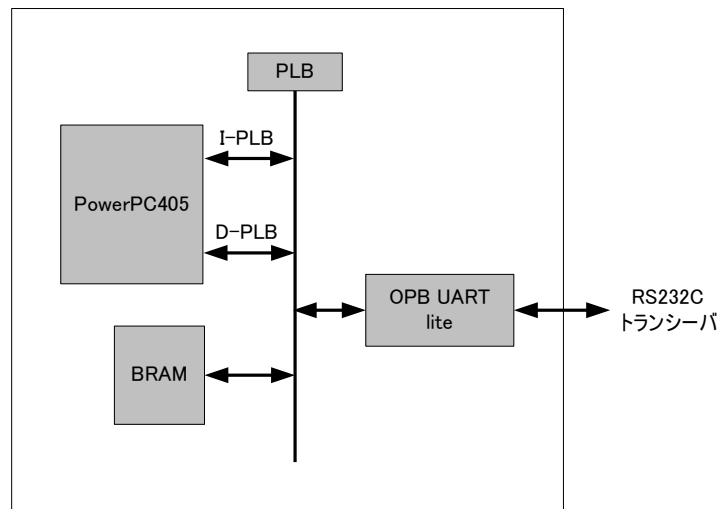 PLB
I-PLB
PowerPC405
D-PLB
OPB UART
lite
RS232C
トランシーバ
BRAM